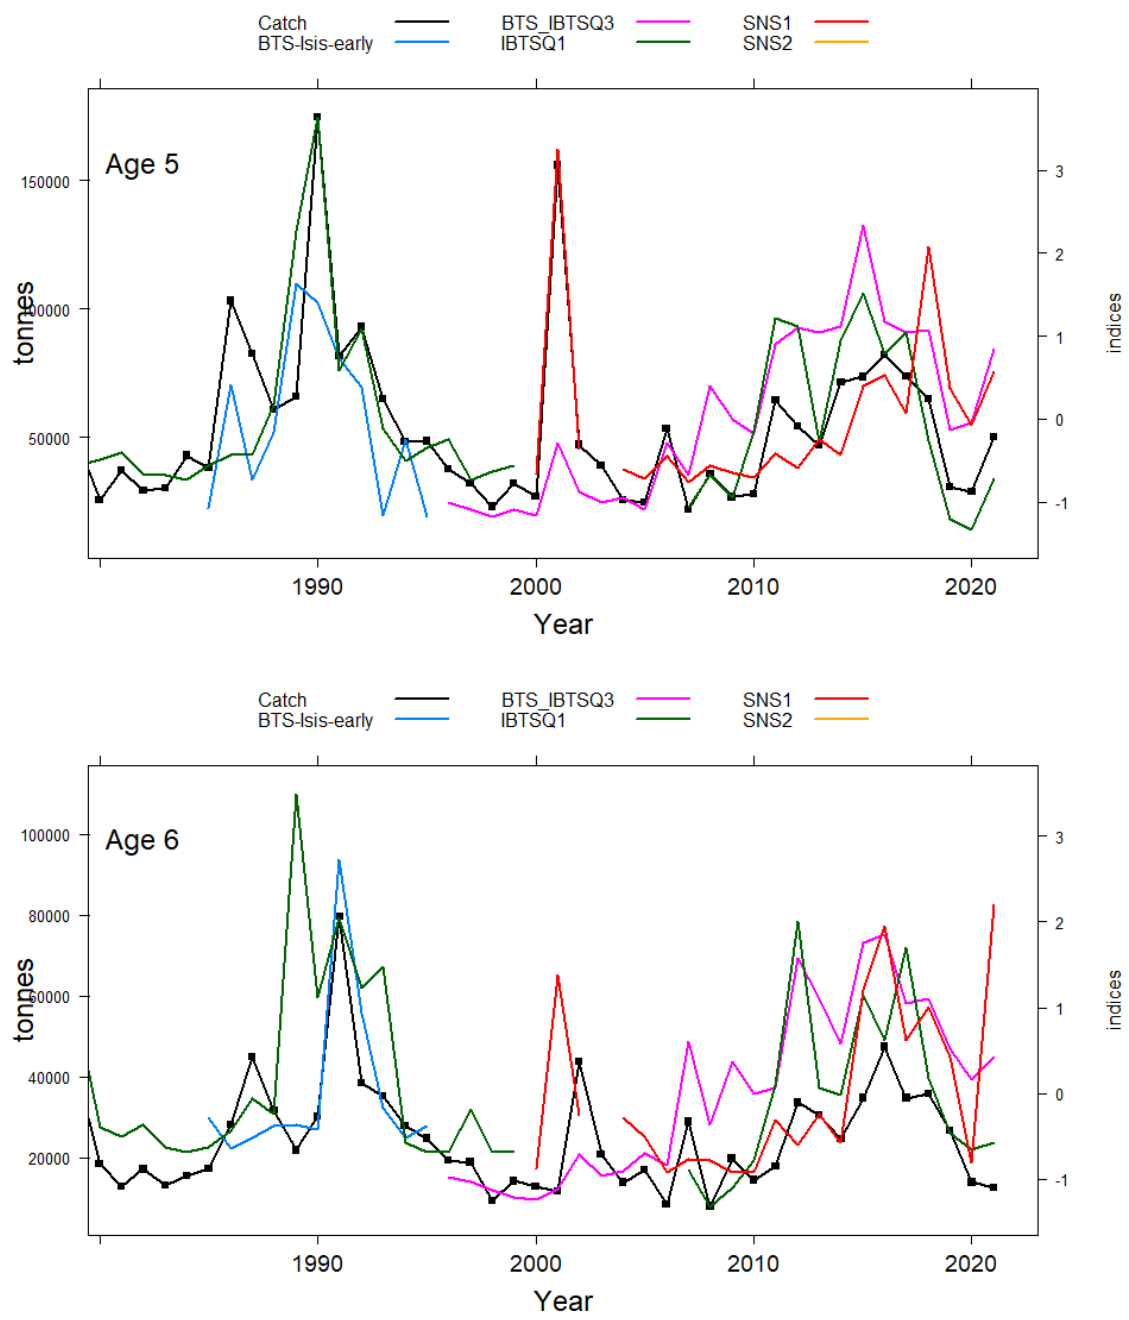 Catch BTS_IBTSQ3 SNS1
BTS-Isis-early IBTSQ1 SNS2
Age 5
150000
100000
50000
tonnes
3
2
1
0
-1
indices
1990 2000 2010 2020
Year
Catch BTS_IBTSQ3 SNS1
BTS-Isis-early IBTSQ1 SNS2
Age 6
100000
80000
60000
40000
20000
tonnes
3
2
1
0
-1
indices
1990 2000 2010 2020
Year